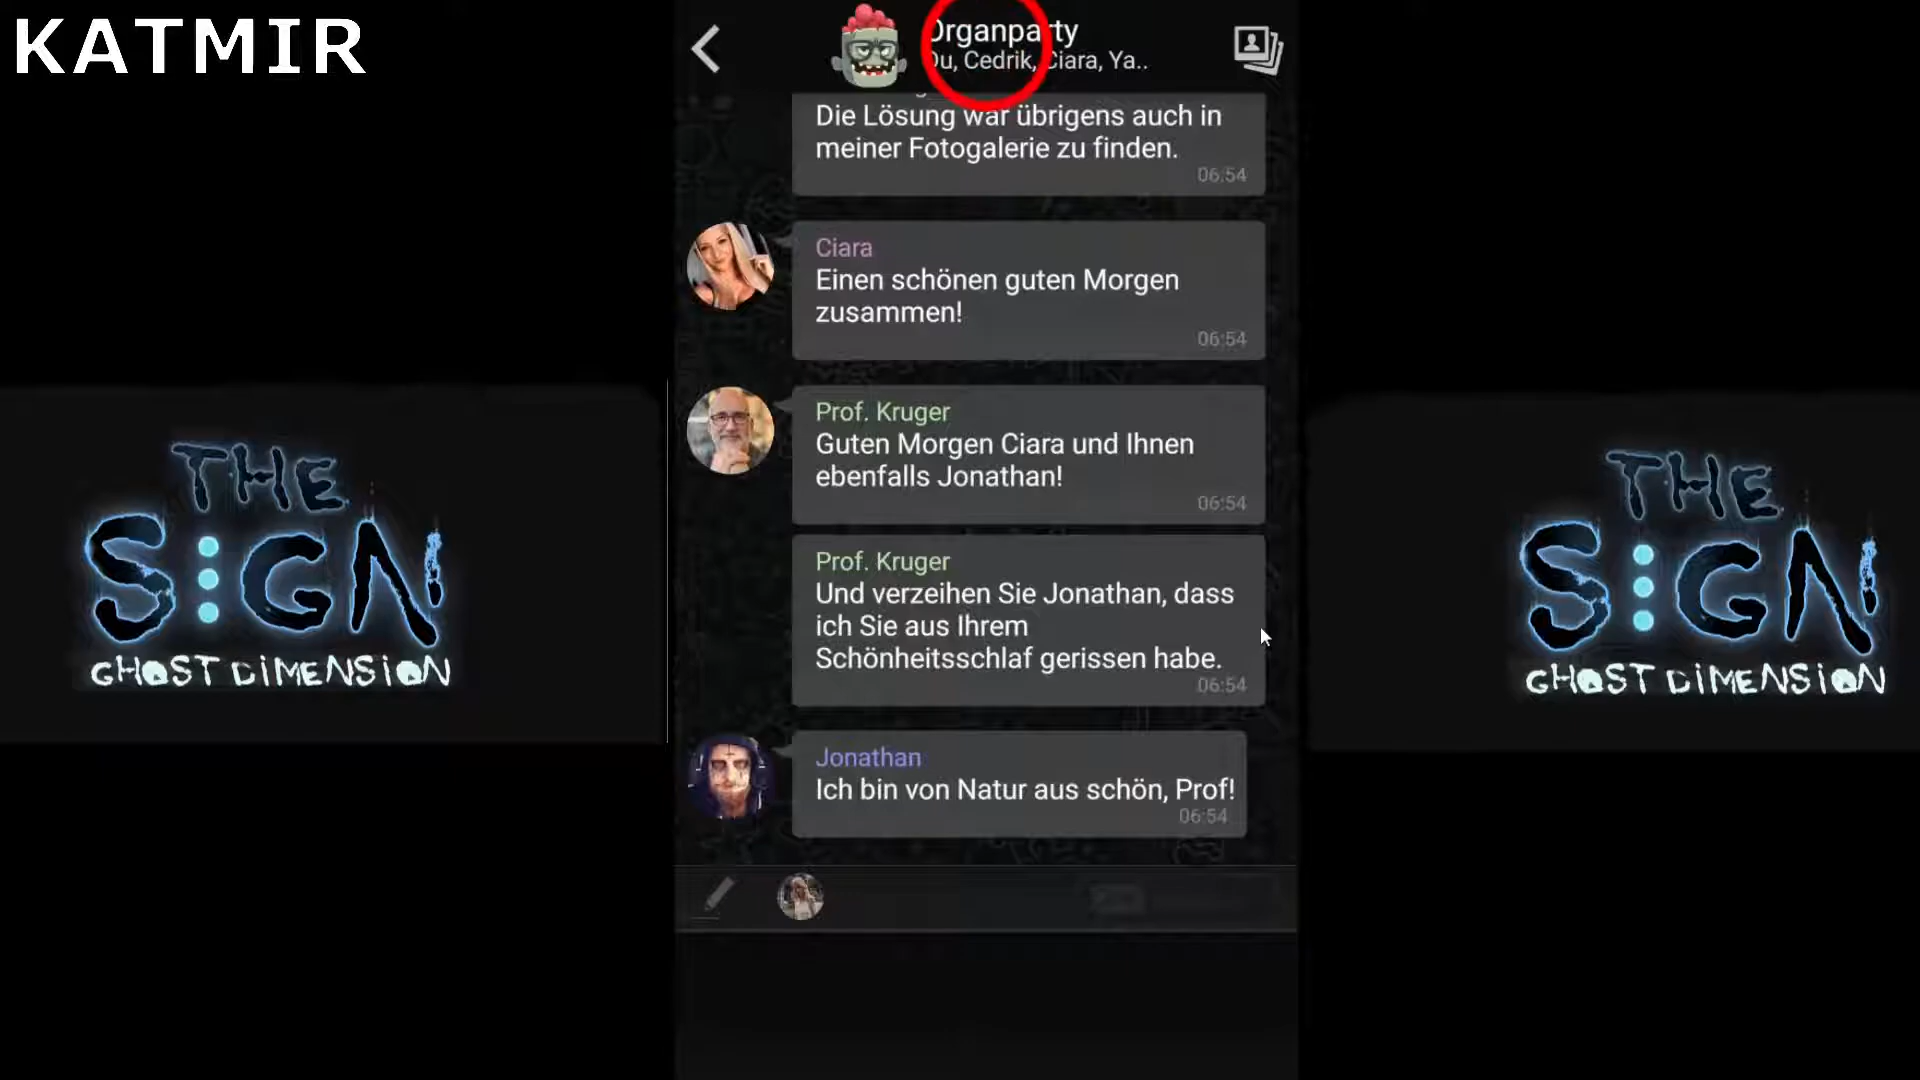 KATMIR
Organparty
Du, Cedrik, Ciara, Ya..
Die Lösung war übrigens auch in
meiner Fotogalerie zu finden.
06:54
Ciara
Einen schönen guten Morgen
zusammen!
06:54
Prof. Kruger
Guten Morgen Ciara und Ihnen
ebenfalls Jonathan!
06:54
Prof. Kruger
Und verzeihen Sie Jonathan, dass
ich Sie aus Ihrem
Schönheitsschlaf gerissen habe.
06:54
Jonathan
Ich bin von Natur aus schön, Prof!
06:54
THE
SIGN
GHOST DiMENSiON
THE
SIGN
GHOST DiMENSiON